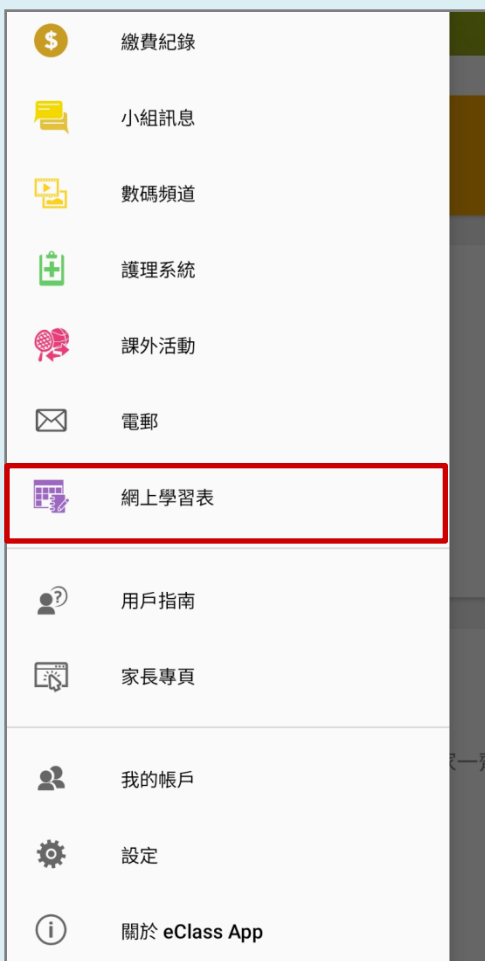 繳費紀錄
小組訊息
數碼頻道
護理系統
課外活動
電郵
網上學習表
用戶指南
家長專頁
我的帳戶
設定
關於 eClass App